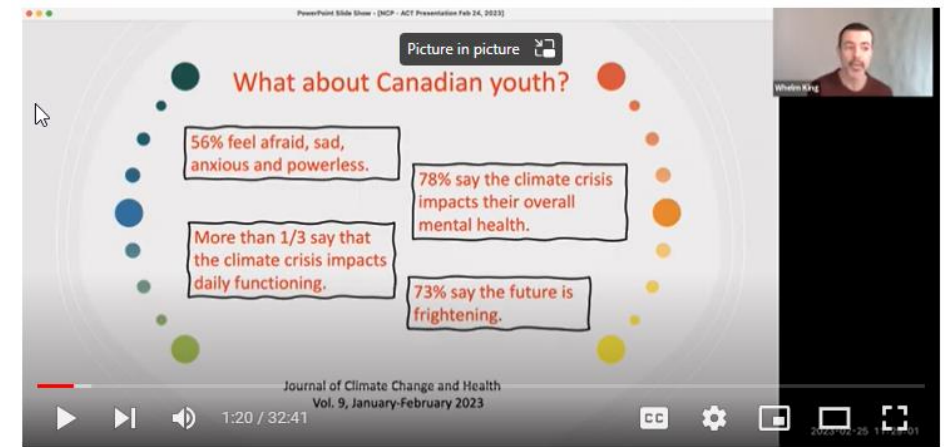 PowerPoint Slide Show - [NCP - ACT Presentation Feb 24, 2023]
Picture in picture
What about Canadian youth?
Whelm King
56% feel afraid, sad,
anxious and powerless.
78% say the climate crisis
impacts their overall
mental health.
More than 1/3 say that
the climate crisis impacts
daily functioning.
73% say the future is
frightening.
Journal of Climate Change and Health
Vol. 9, January-February 2023
1:20 / 32:41
CC